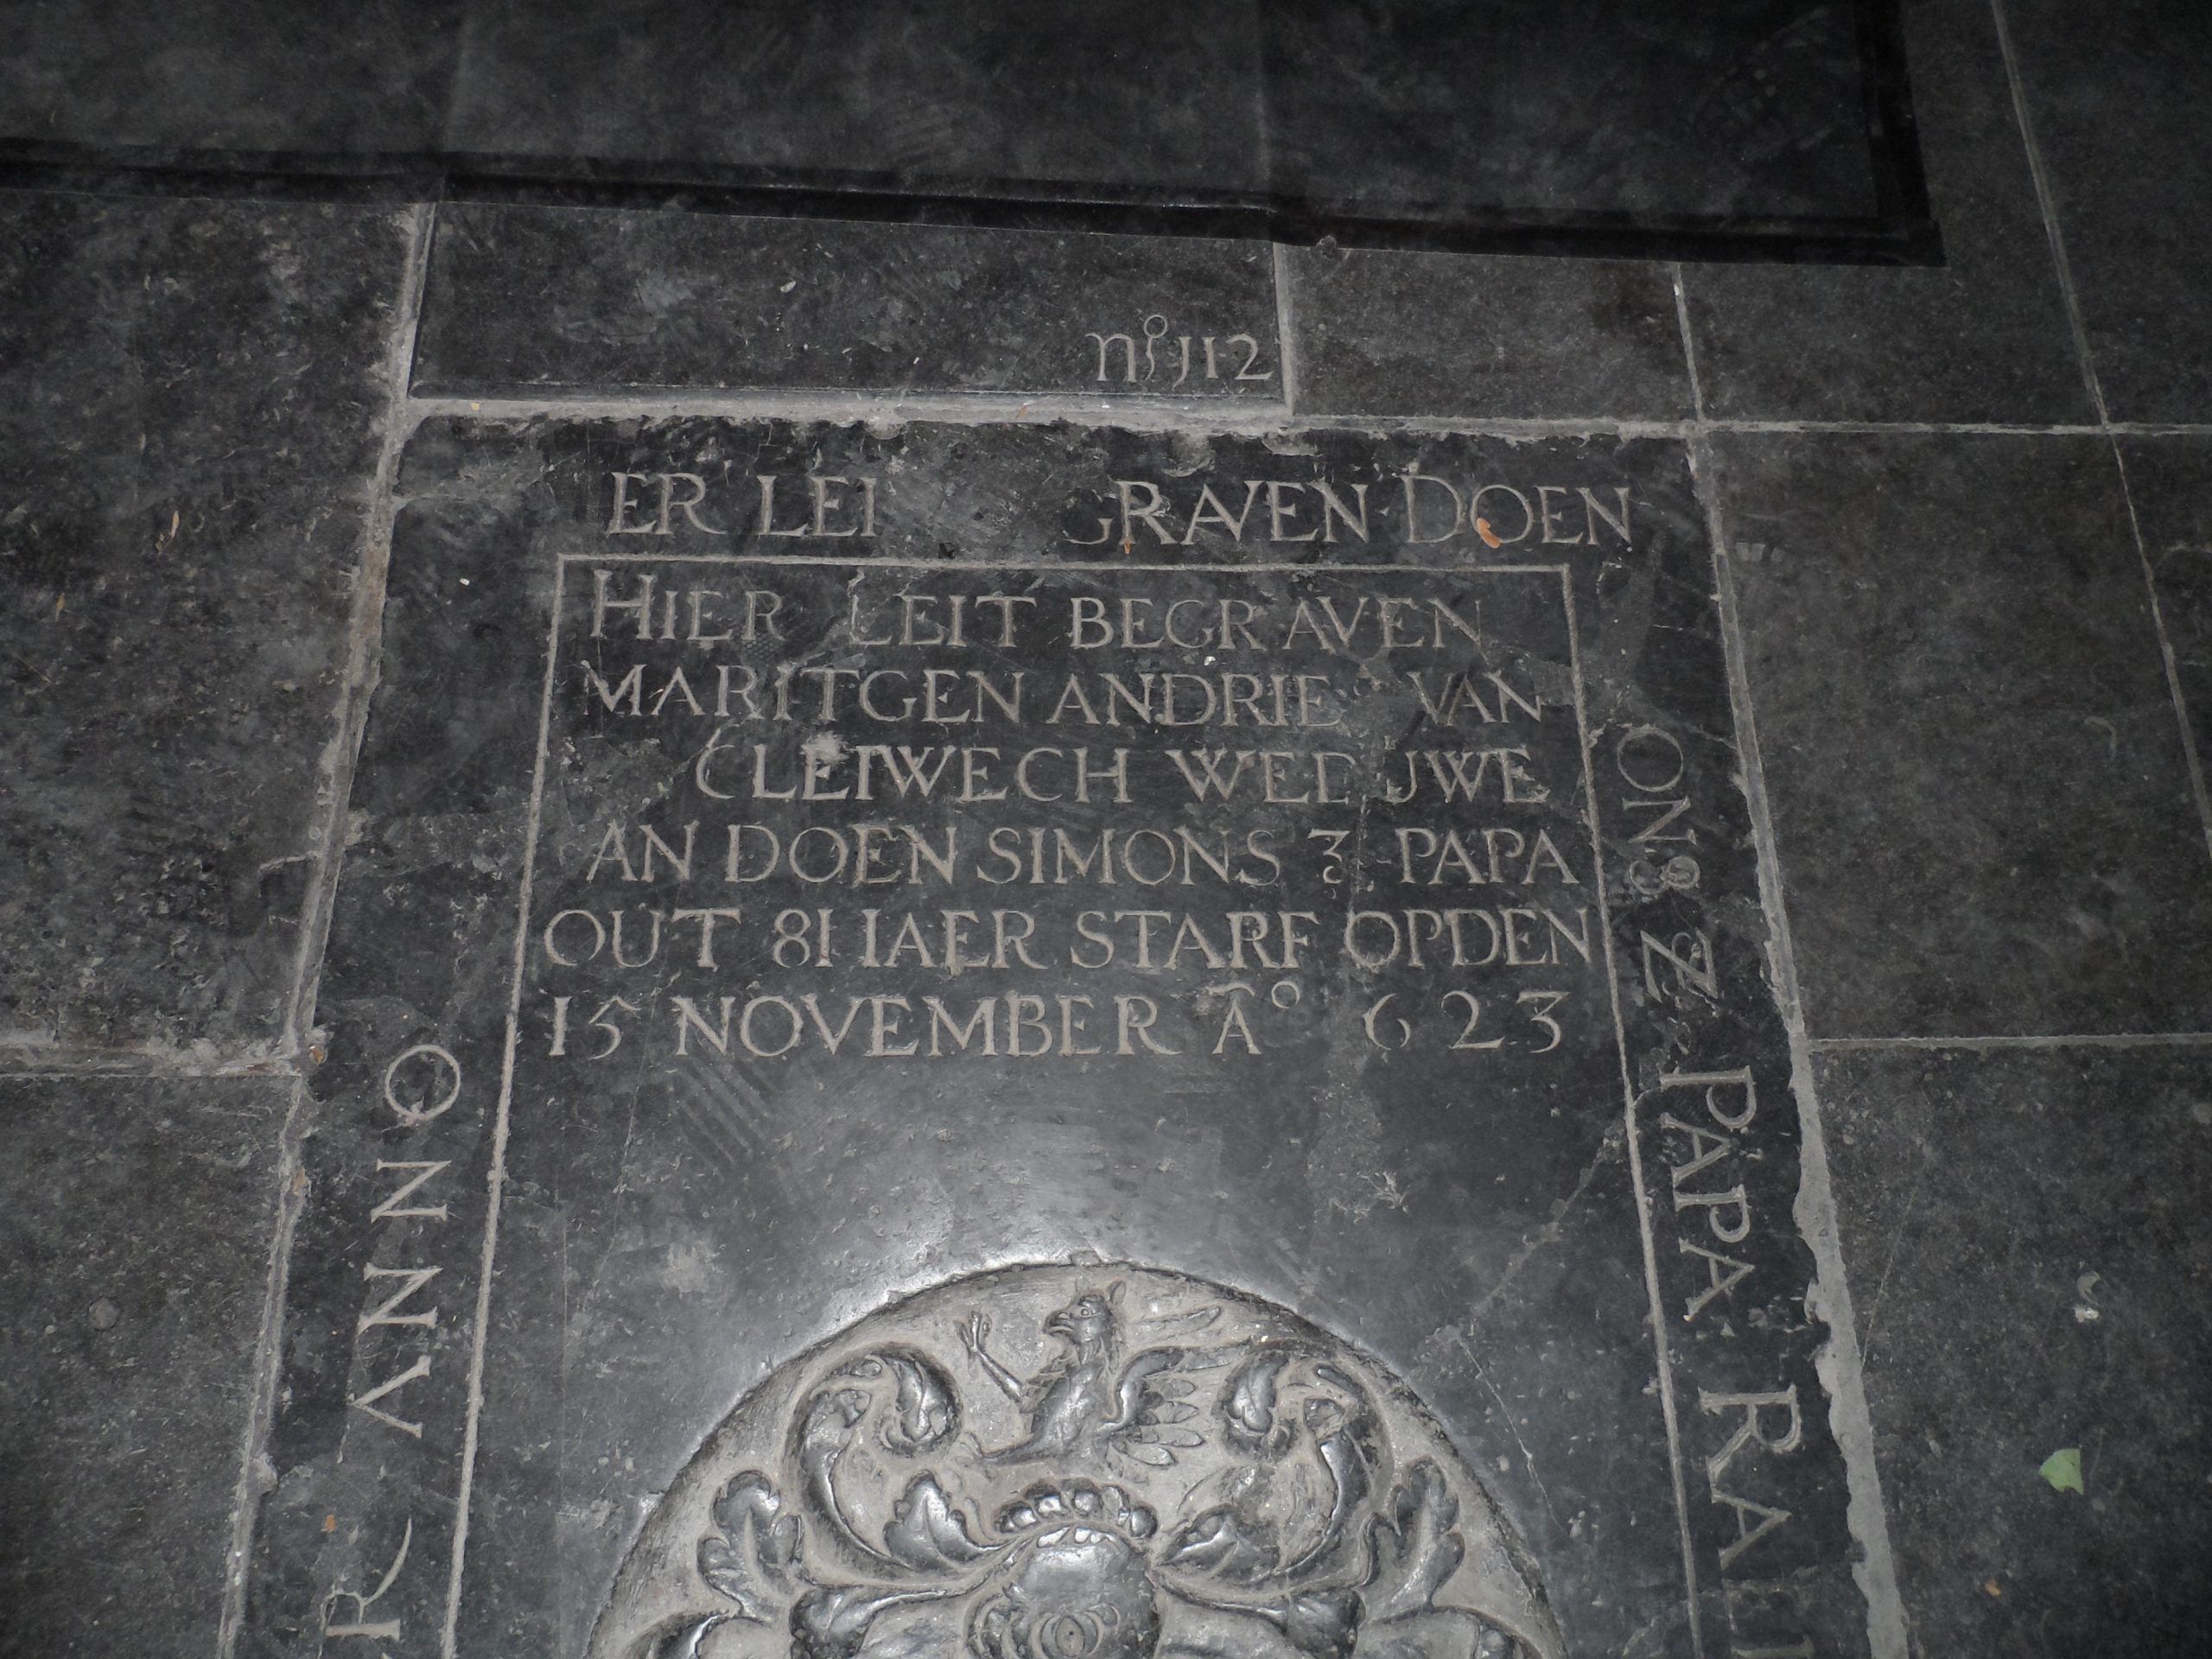 nº 112
ER LEI GRAVEN DOEN
HIER LEIT BEGRAVEN
MARITGEN ANDRIE VAN
CLEIWECH WEDUWE
AN DOEN SIMONS Z PAPA
OUT 81 IAER STARF OPDEN
15 NOVEMBER Aº 623
Z PAPA RA
R ANNO